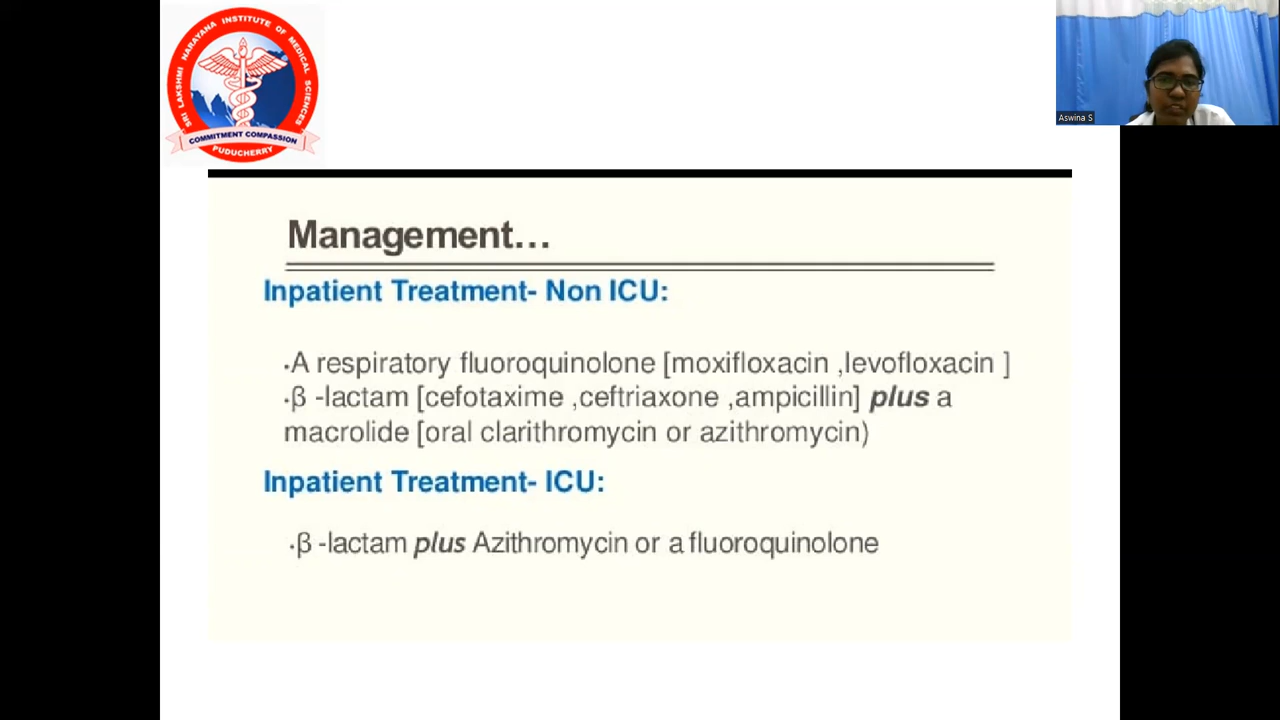 SRI LAKSHMI NARAYANA INSTITUTE OF MEDICAL SCIENCES
COMMITMENT COMPASSION
PUDUCHERRY
Aswina S
Management...
Inpatient Treatment- Non ICU:
•A respiratory fluoroquinolone [moxifloxacin ,levofloxacin ]
•β -lactam [cefotaxime ,ceftriaxone ,ampicillin] plus a
macrolide [oral clarithromycin or azithromycin)
Inpatient Treatment- ICU:
•β -lactam plus Azithromycin or a fluoroquinolone